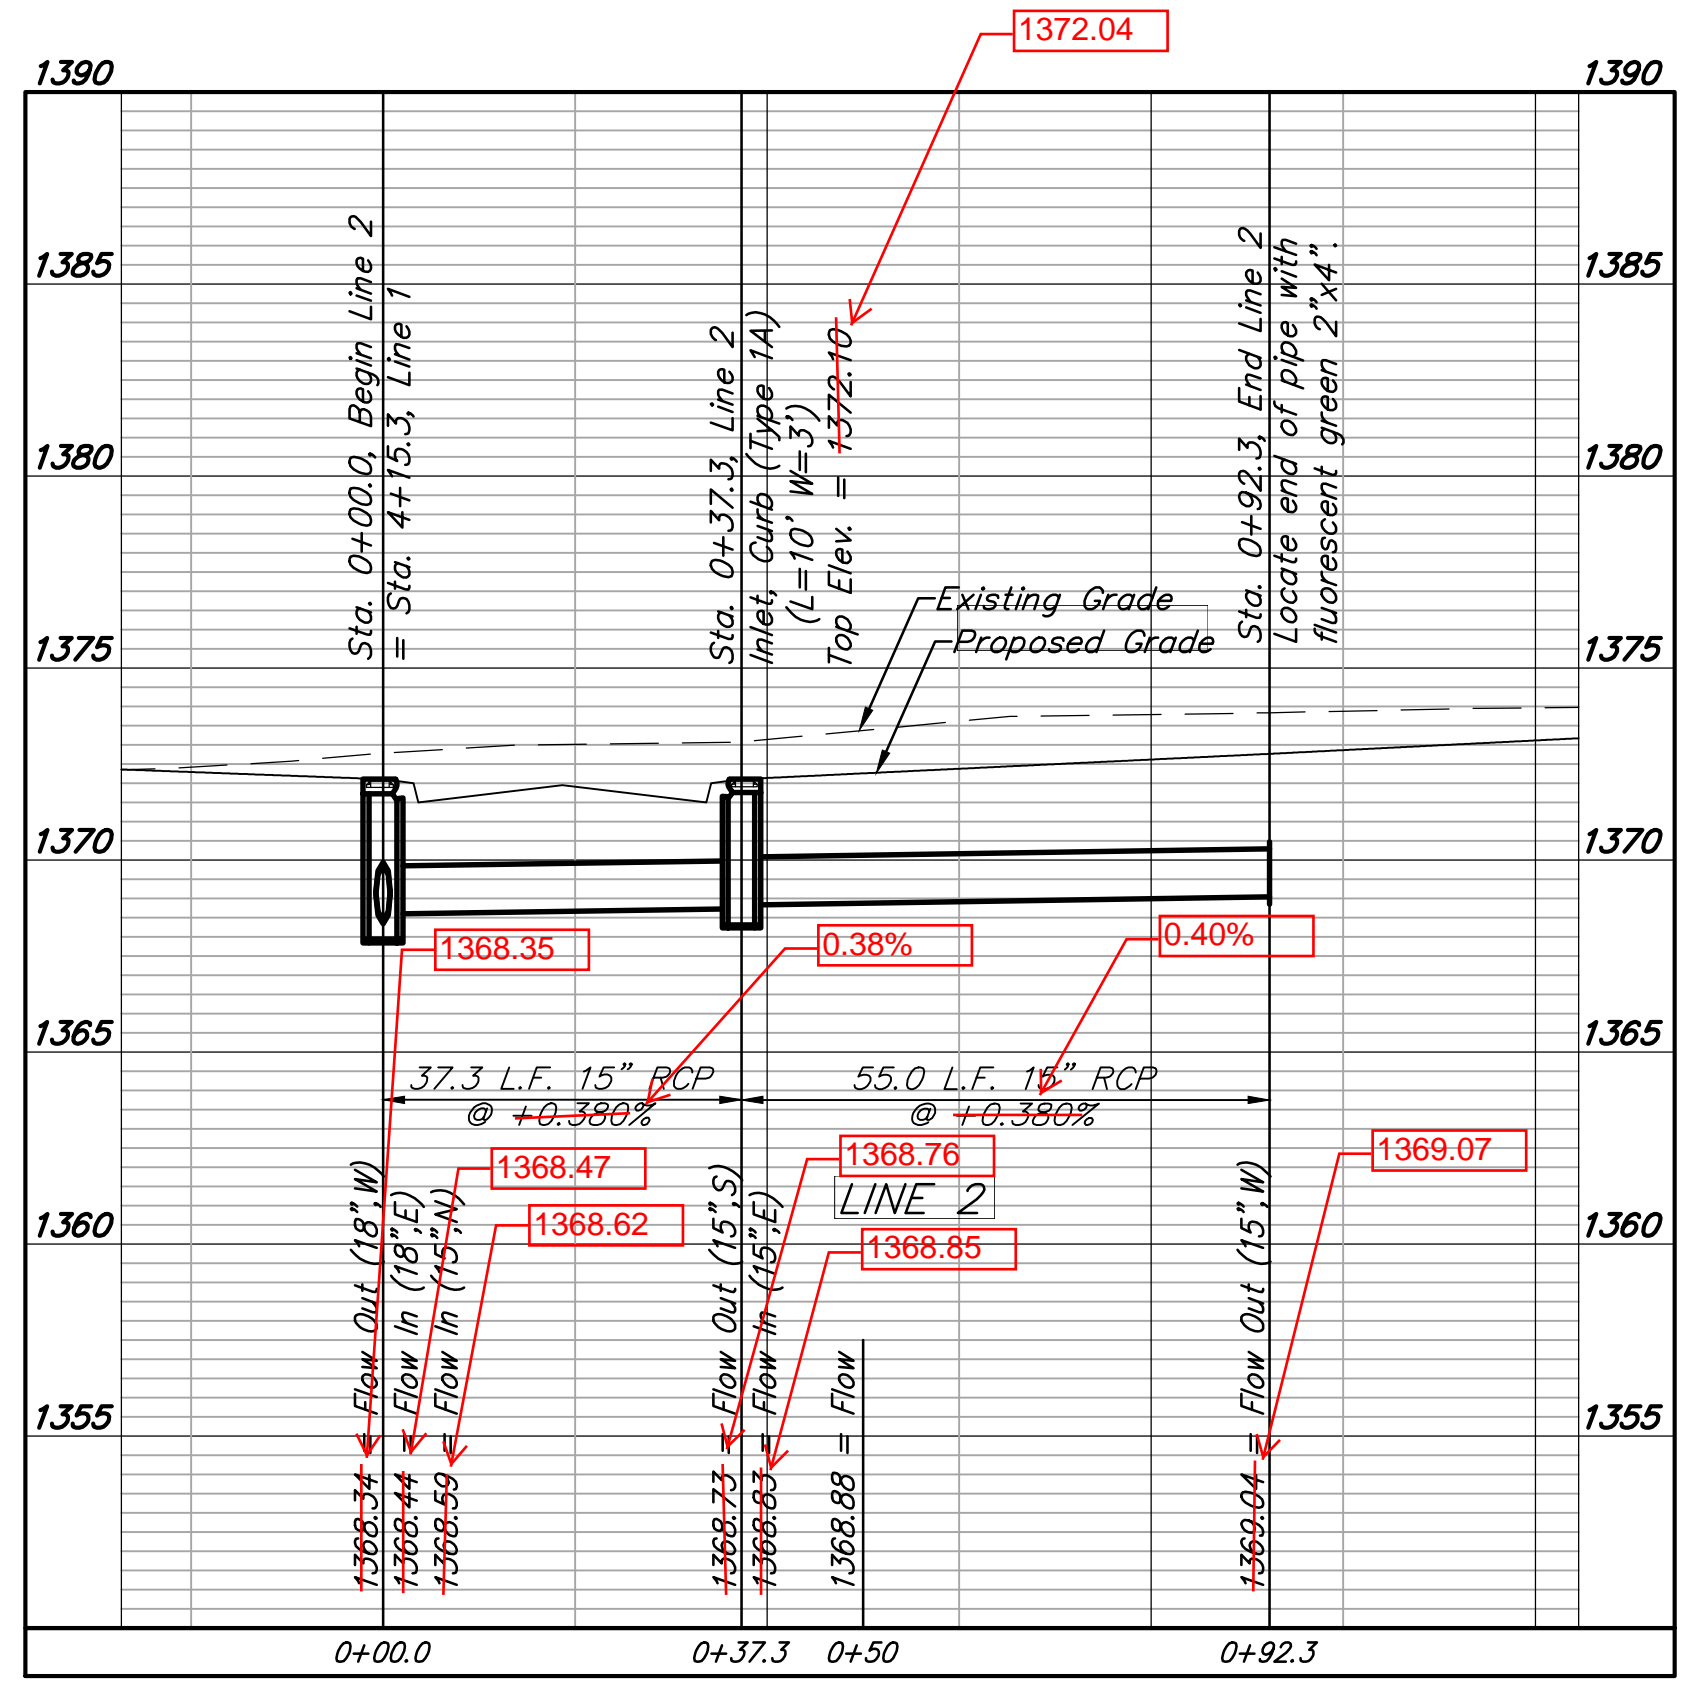 1372.04
1390
1390
1385
1385
1380
1380
1375
1375
1370
1370
1365
1365
1360
1360
1355
1355
Sta. 0+00.0, Begin Line 2
= Sta. 4+15.3, Line 1
Sta. 0+37.3, Line 2
Inlet, Curb (Type 1A)
(L=10' W=3')
Top Elev. = 1372.10
Sta. 0+92.3, End Line 2
Locate end of pipe with
fluorescent green 2"x4".
Existing Grade
Proposed Grade
1368.35
0.38%
0.40%
37.3 L.F. 15" RCP
@ +0.380%
55.0 L.F. 15" RCP
@ +0.380%
1368.47
1368.62
1368.76
1368.85
1369.07
LINE 2
1368.34 = Flow Out (18",W)
1368.44 = Flow In (18",E)
1368.59 = Flow In (15",N)
1368.73 = Flow Out (15",S)
1368.83 = Flow In (15",E)
1368.88 = Flow
1369.04 = Flow Out (15",W)
0+00.0
0+37.3
0+50
0+92.3